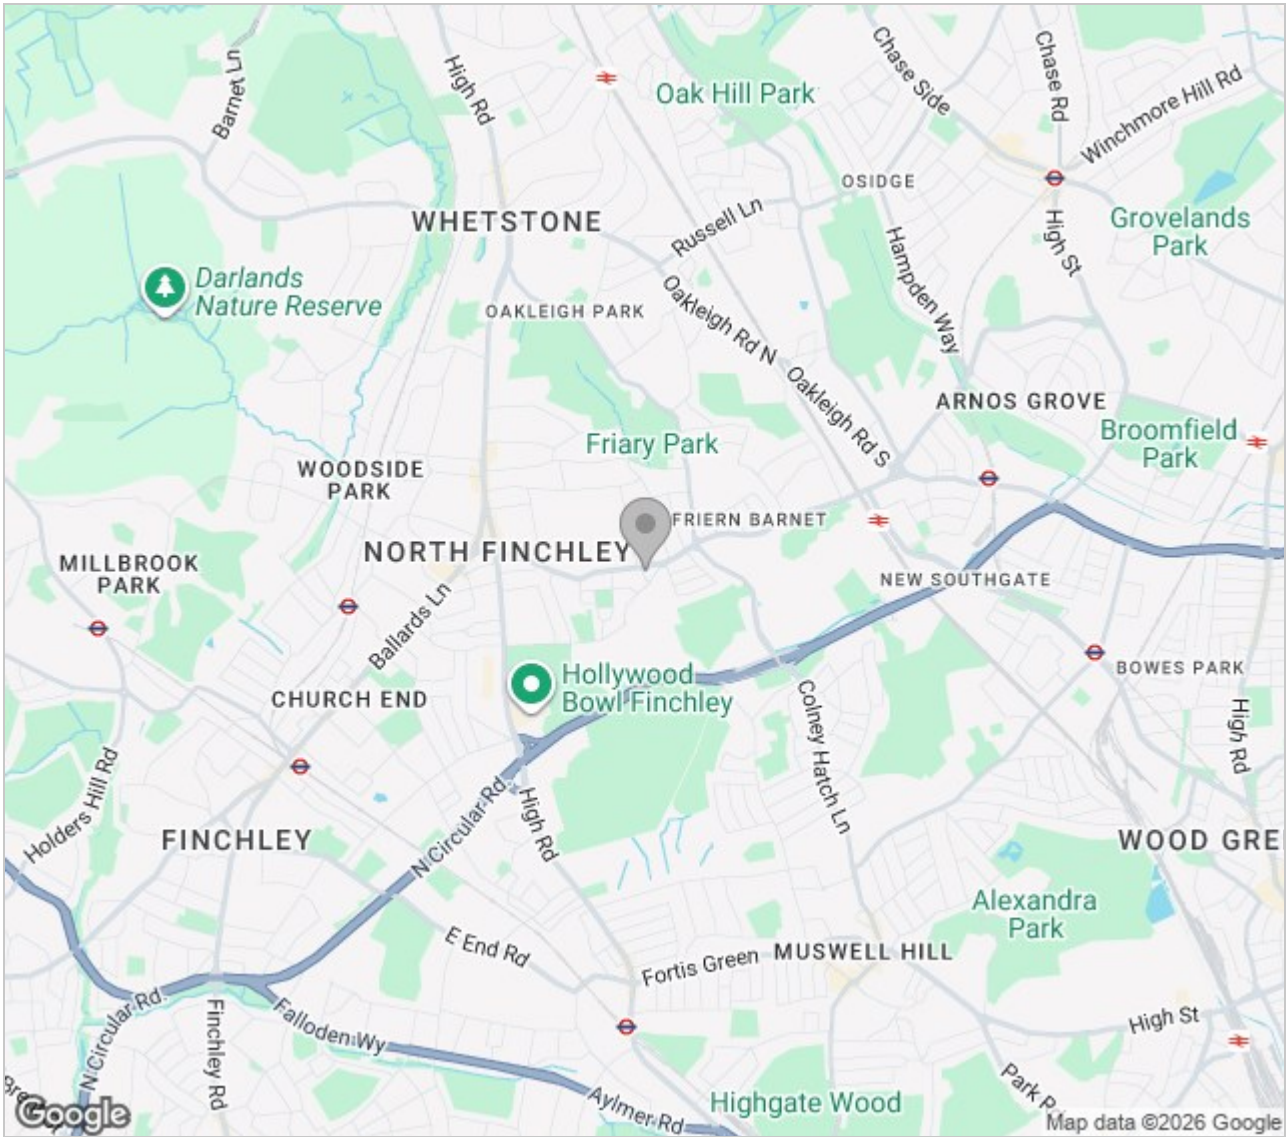 Barnet Ln
High Rd
Oak Hill Park
Chase Side
Chase Rd
Winchmore Hill Rd
OSIDGE
WHETSTONE
Russell Ln
High St
Grovelands
Park
Hampden Way
Darlands
Nature Reserve
OAKLEIGH PARK
Oakleigh Rd N
Oakleigh Rd S
ARNOS GROVE
Friary Park
Broomfield
Park
WOODSIDE
PARK
FRIERN BARNET
NORTH FINCHLEY
MILLBROOK
PARK
NEW SOUTHGATE
Ballards Ln
BOWES PARK
Hollywood
Bowl Finchley
CHURCH END
Colney Hatch Ln
High Rd
Holders Hill Rd
N Circular Rd
High Rd
FINCHLEY
WOOD GRE
Alexandra
Park
E End Rd
Fortis Green
MUSWELL HILL
N Circular Rd
Finchley Rd
Falloden Wy
High St
Aylmer Rd
Highgate Wood
Park
Google
Map data ©2026 Google